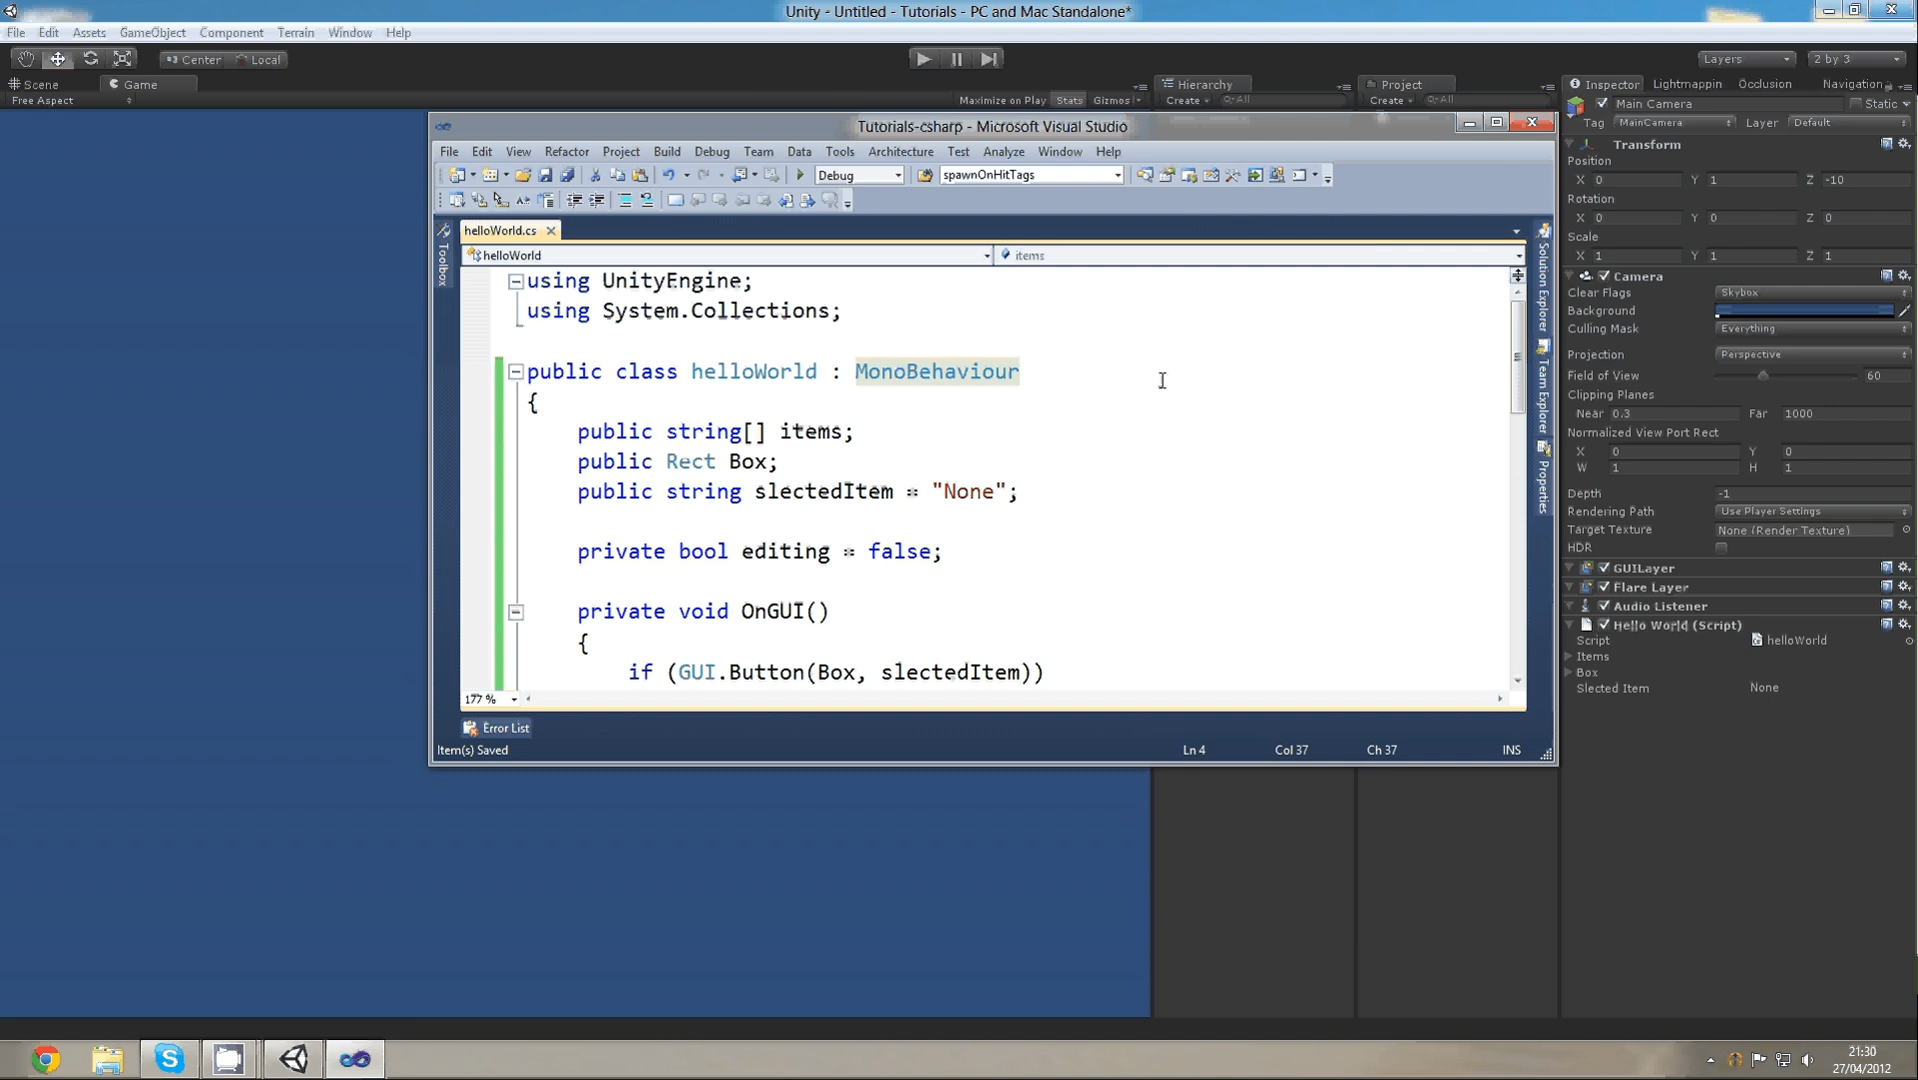 Unity - Untitled - Tutorials - PC and Mac Standalone*
File Edit Assets GameObject Component Terrain Window Help
Center Local Layers 2 by 3
Scene Game Hierarchy Project Inspector Lightmappin Occlusion Navigation
Free Aspect Maximize on Play Stats Gizmos Create All Create All
Main Camera Static
Tag MainCamera Layer Default
Tutorials-csharp - Microsoft Visual Studio
File Edit View Refactor Project Build Debug Team Data Tools Architecture Test Analyze Window Help
Debug spawnOnHitTags
Toolbox
helloWorld.cs
helloWorld items
using UnityEngine;
using System.Collections;
public class helloWorld : MonoBehaviour
{
public string[] items;
public Rect Box;
public string slectedItem = "None";
private bool editing = false;
private void OnGUI()
{
if (GUI.Button(Box, slectedItem))
177 %
Error List
Item(s) Saved Ln 4 Col 37 Ch 37 INS
Solution Explorer
Team Explorer
Properties
Transform
Position
X 0 Y 1 Z -10
Rotation
X 0 Y 0 Z 0
Scale
X 1 Y 1 Z 1
Camera
Clear Flags Skybox
Background
Culling Mask Everything
Projection Perspective
Field of View 60
Clipping Planes
Near 0.3 Far 1000
Normalized View Port Rect
X 0 Y 0
W 1 H 1
Depth -1
Rendering Path Use Player Settings
Target Texture None (Render Texture)
HDR
GUILayer
Flare Layer
Audio Listener
Hello World (Script)
Script helloWorld
Items
Box
Slected Item None
21:30
27/04/2012